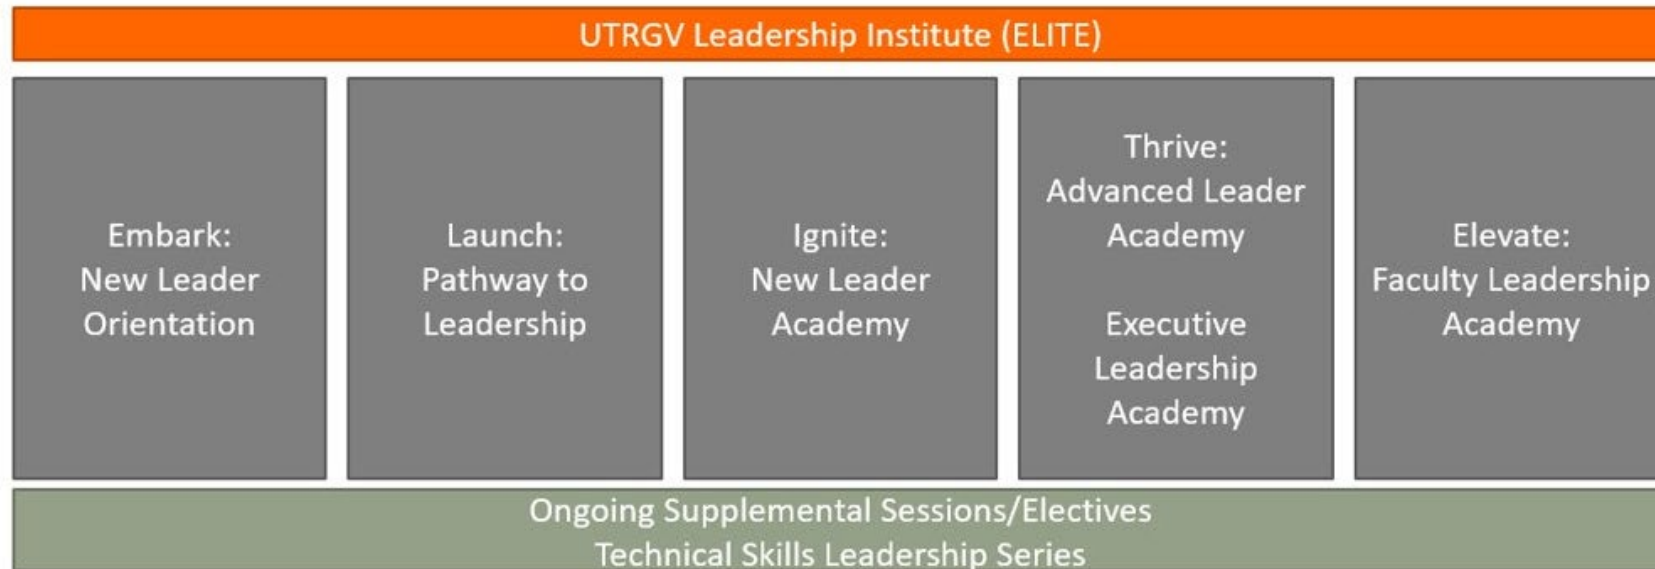 UTRGV Leadership Institute (ELITE)
Embark:
New Leader
Orientation
Launch:
Pathway to
Leadership
Ignite:
New Leader
Academy
Thrive:
Advanced Leader
Academy
Executive
Leadership
Academy
Elevate:
Faculty Leadership
Academy
Ongoing Supplemental Sessions/Electives
Technical Skills Leadership Series